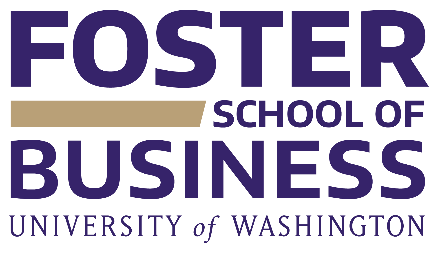 FOSTER
SCHOOL OF
BUSINESS
UNIVERSITY of WASHINGTON